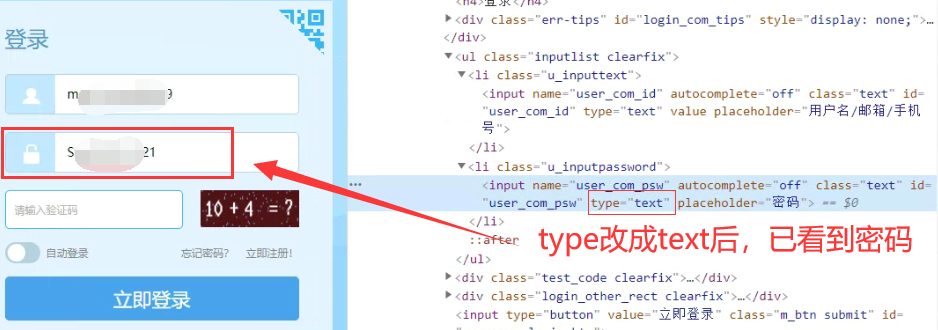 登录
m 9
S 21
10 + 4 = ?
请输入验证码
自动登录 忘记密码? 立即注册!
立即登录
<h4>登录</h4>
▶<div class="err-tips" id="login_com_tips" style="display: none;">…
</div>
▼<ul class="inputlist clearfix">
▼<li class="u_inputtext">
<input name="user_com_id" autocomplete="off" class="text" id=
"user_com_id" type="text" value placeholder="用户名/邮箱/手机
号">
</li>
▼<li class="u_inputpassword">
… <input name="user_com_psw" autocomplete="off" class="text" id=
"user_com_psw" type="text" placeholder="密码"> == $0
</li>
::after
</ul>
type改成text后，已看到密码
▶<div class="test_code clearfix">…</div>
▶<div class="login_other_rect clearfix">…</div>
<input type="button" value="立即登录" class="m_btn submit" id=